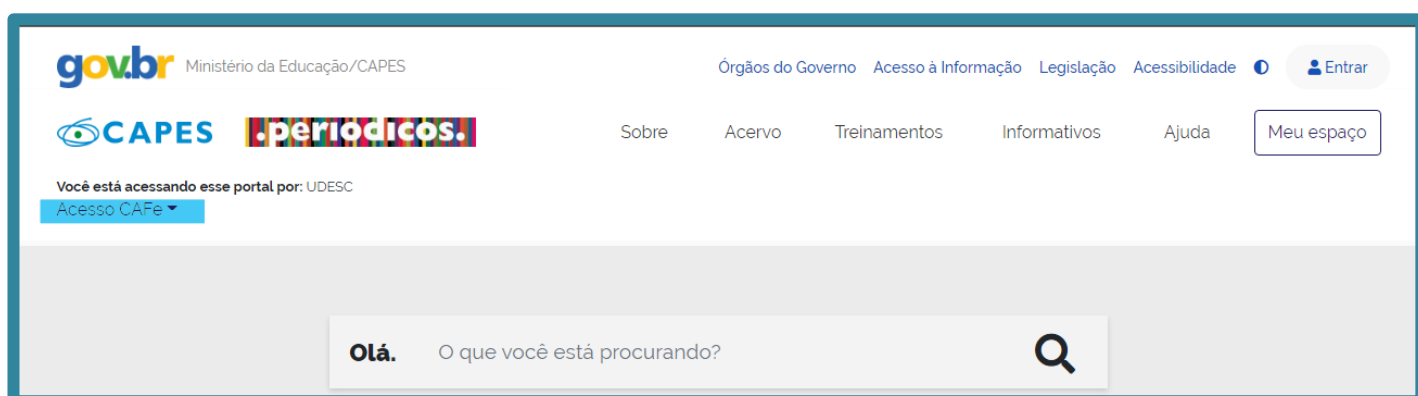 gov.br Ministério da Educação/CAPES Órgãos do Governo Acesso à Informação Legislação Acessibilidade Entrar
CAPES .periodicos. Sobre Acervo Treinamentos Informativos Ajuda Meu espaço
Você está acessando esse portal por: UDESC
Acesso CAFe
Olá. O que você está procurando?